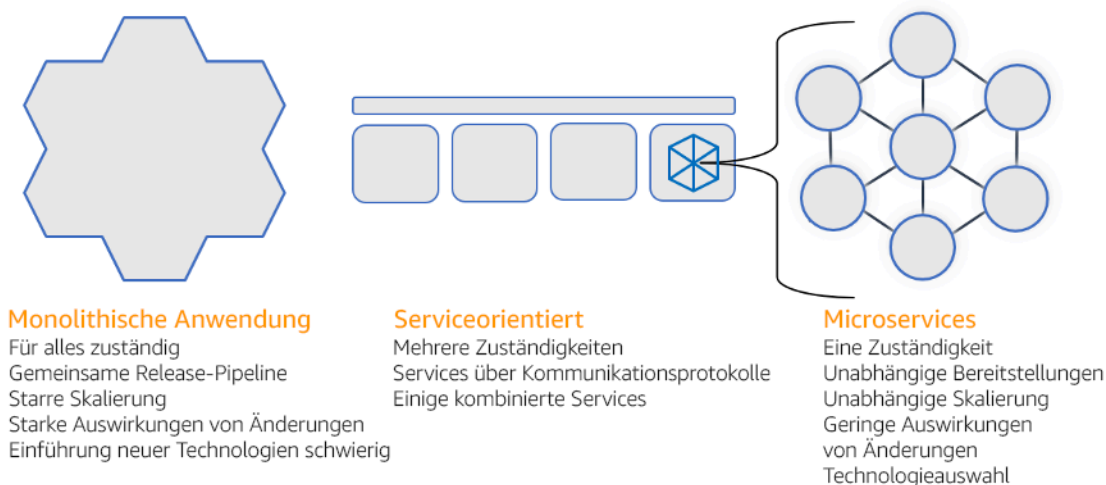 Monolithische Anwendung
Für alles zuständig
Gemeinsame Release-Pipeline
Starre Skalierung
Starke Auswirkungen von Änderungen
Einführung neuer Technologien schwierig
Serviceorientiert
Mehrere Zuständigkeiten
Services über Kommunikationsprotokolle
Einige kombinierte Services
Microservices
Eine Zuständigkeit
Unabhängige Bereitstellungen
Unabhängige Skalierung
Geringe Auswirkungen
von Änderungen
Technologieauswahl